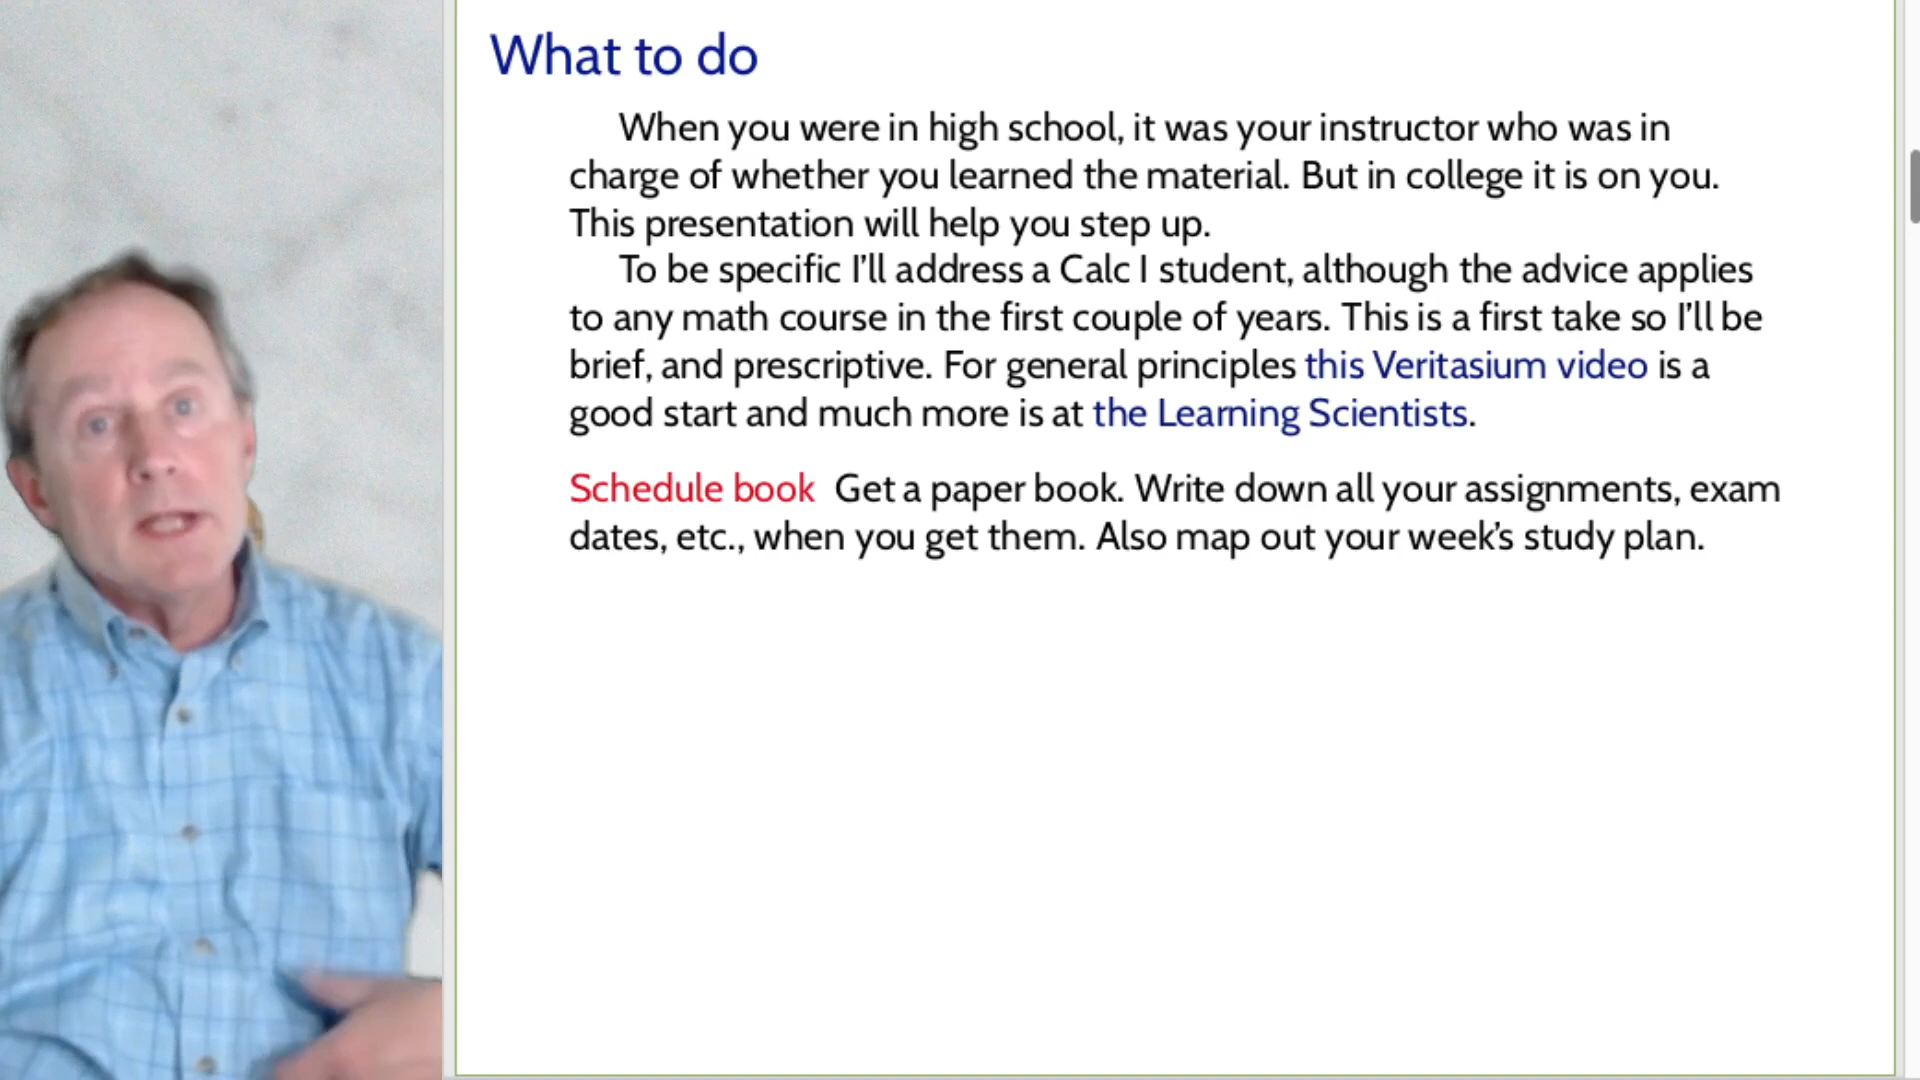 What to do
When you were in high school, it was your instructor who was in
charge of whether you learned the material. But in college it is on you.
This presentation will help you step up.
To be specific I'll address a Calc I student, although the advice applies
to any math course in the first couple of years. This is a first take so I'll be
brief, and prescriptive. For general principles this Veritasium video is a
good start and much more is at the Learning Scientists.
Schedule book Get a paper book. Write down all your assignments, exam
dates, etc., when you get them. Also map out your week's study plan.